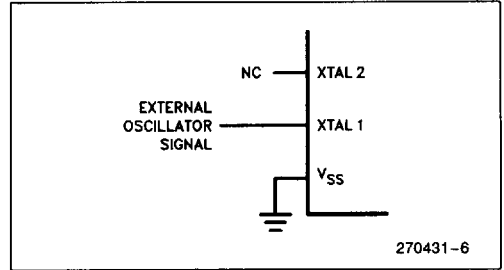 NC
XTAL 2
EXTERNAL
OSCILLATOR
SIGNAL
XTAL 1
VSS
270431-6